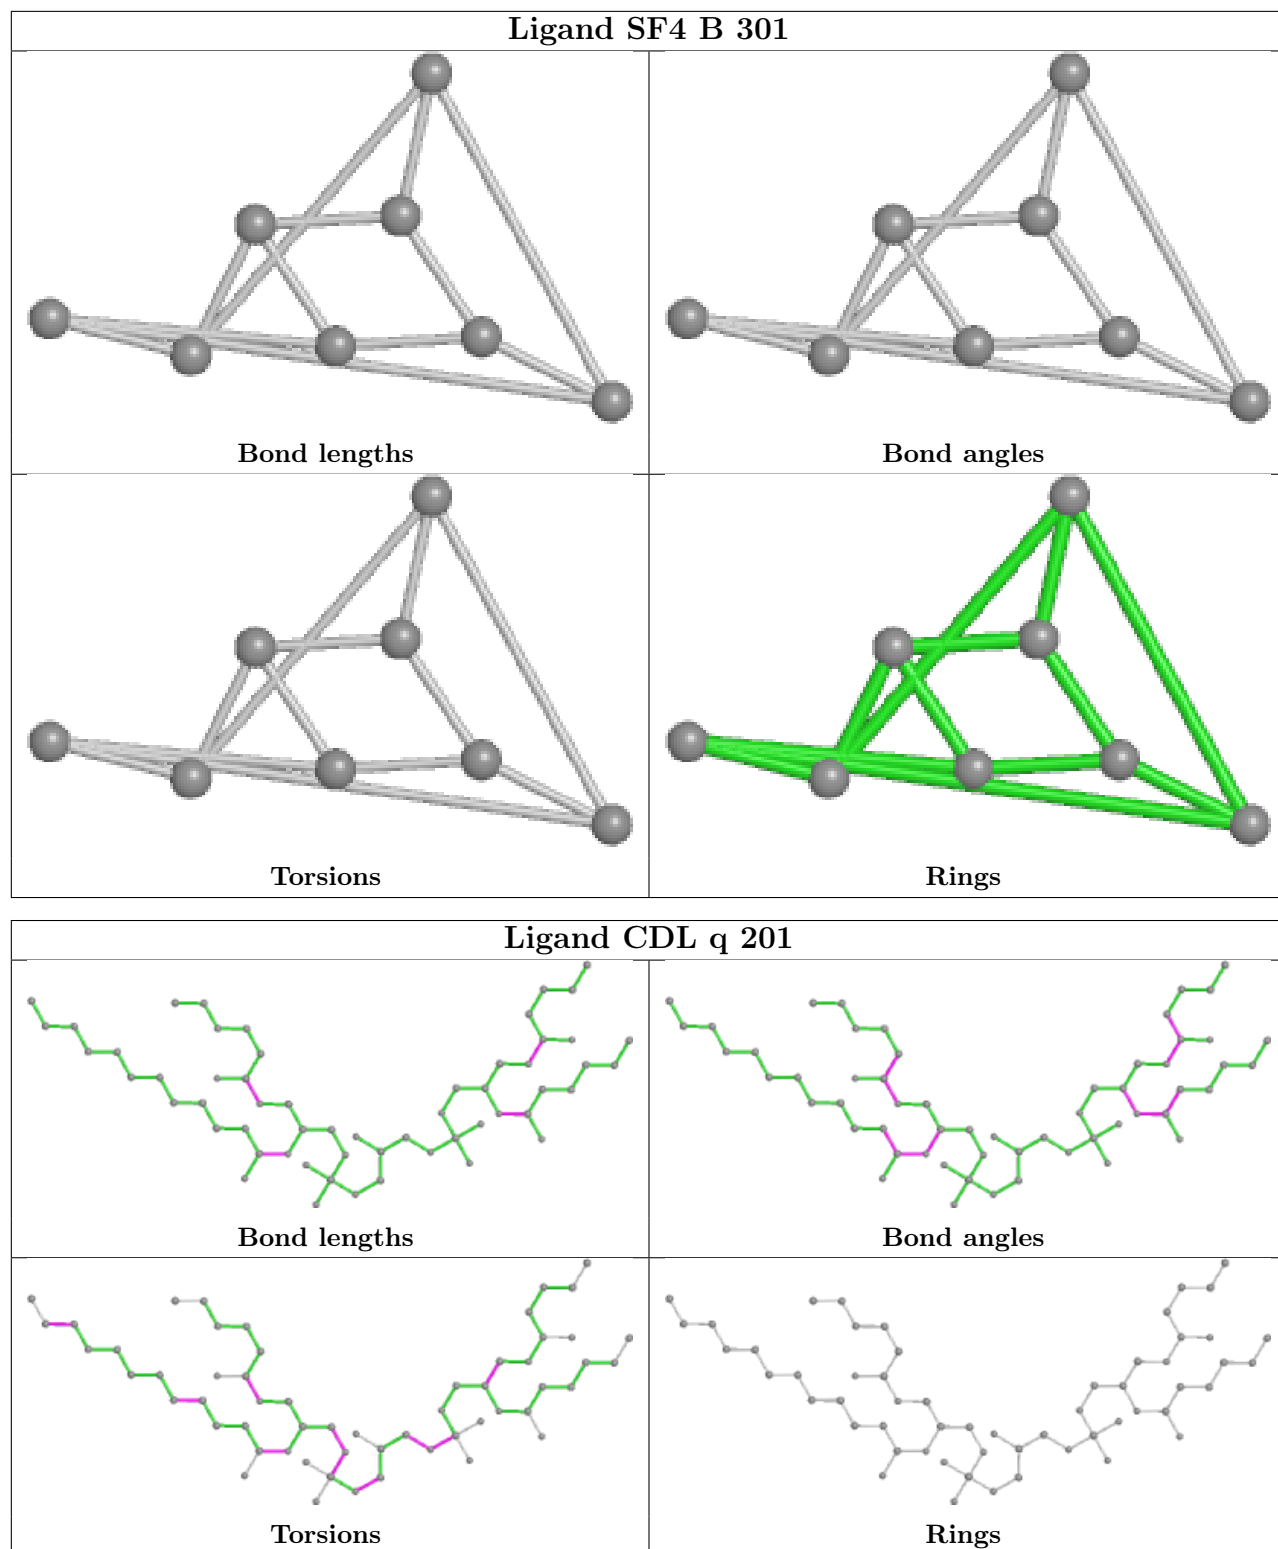 Ligand SF4 B 301
Bond lengths
Bond angles
Torsions
Rings
Ligand CDL q 201
Bond lengths
Bond angles
Torsions
Rings